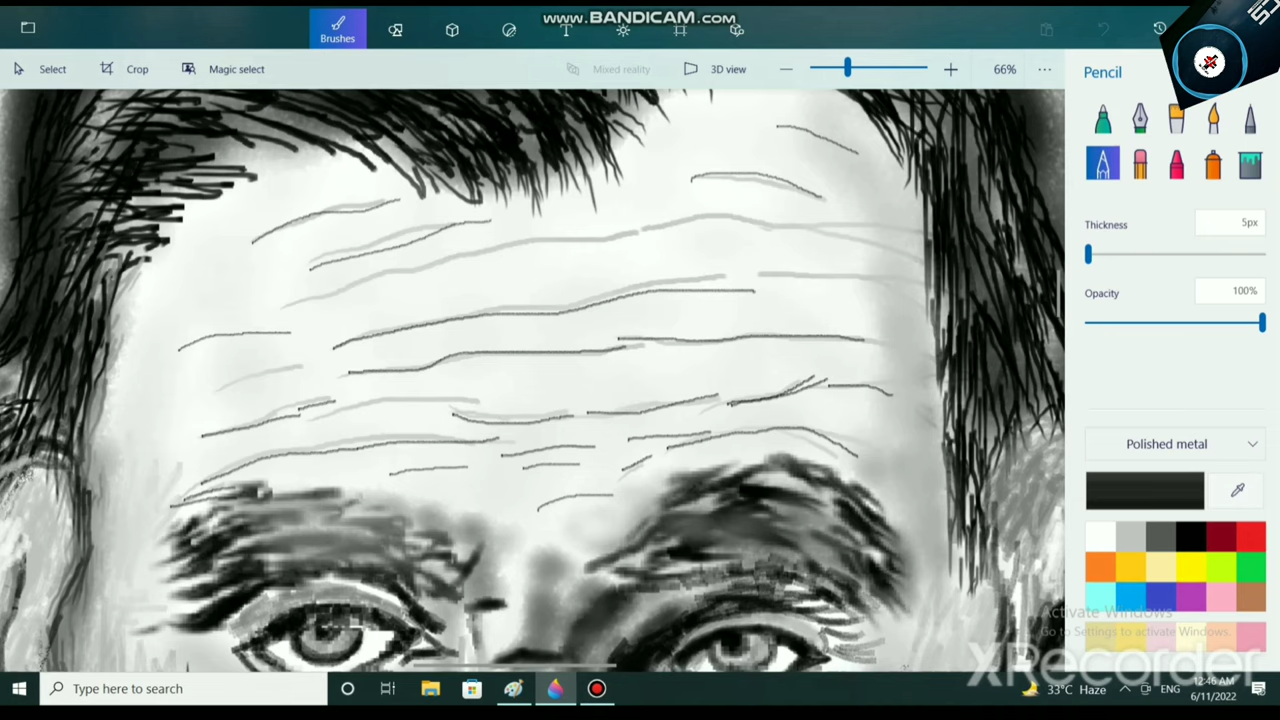 www.BANDICAM.com
Brushes
T
Select
Crop
Magic select
Mixed reality
3D view
66%
Pencil
Thickness
5px
Opacity
100%
Polished metal
Activate Windows
Go to Settings to activate Windows.
XRecorder
Type here to search
33°C Haze
ENG
12:46 AM
6/11/2022